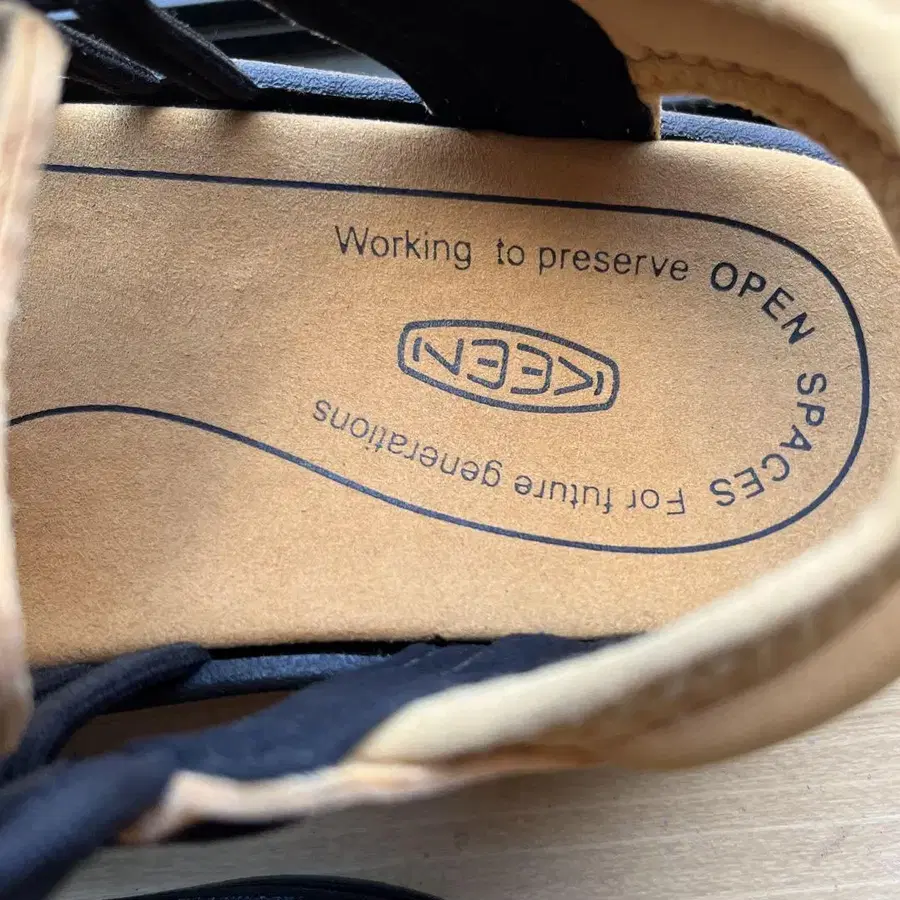 Working to preserve OPEN SPACES For future generations
KEEN